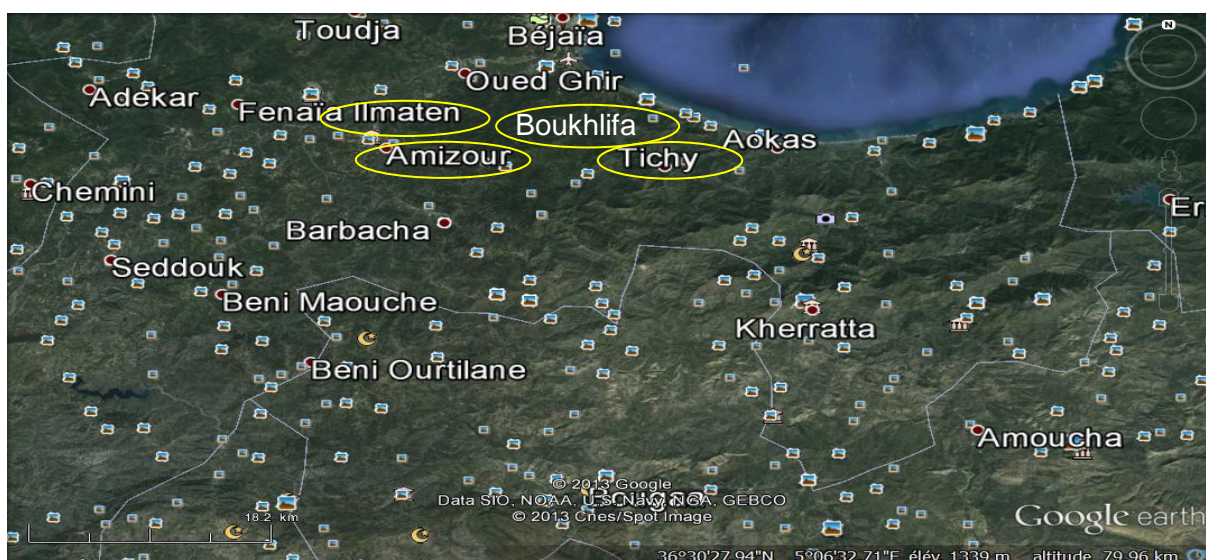 Toudja
Béjaïa
N
Oued Ghir
Adekar
Fenaïa Ilmaten
Boukhlifa
Aokas
Amizour
Tichy
Chemini
Er
Barbacha
Seddouk
Beni Maouche
Kherratta
Beni Ourtilane
Amoucha
© 2013 Google
Data SIO, NOAA, U.S. Navy, NGA, GEBCO
© 2013 Cnes/Spot Image
18.2 km
Google earth
36°30'27.94"N 5°06'32.71"E élév. 1339 m altitude 79.96 km